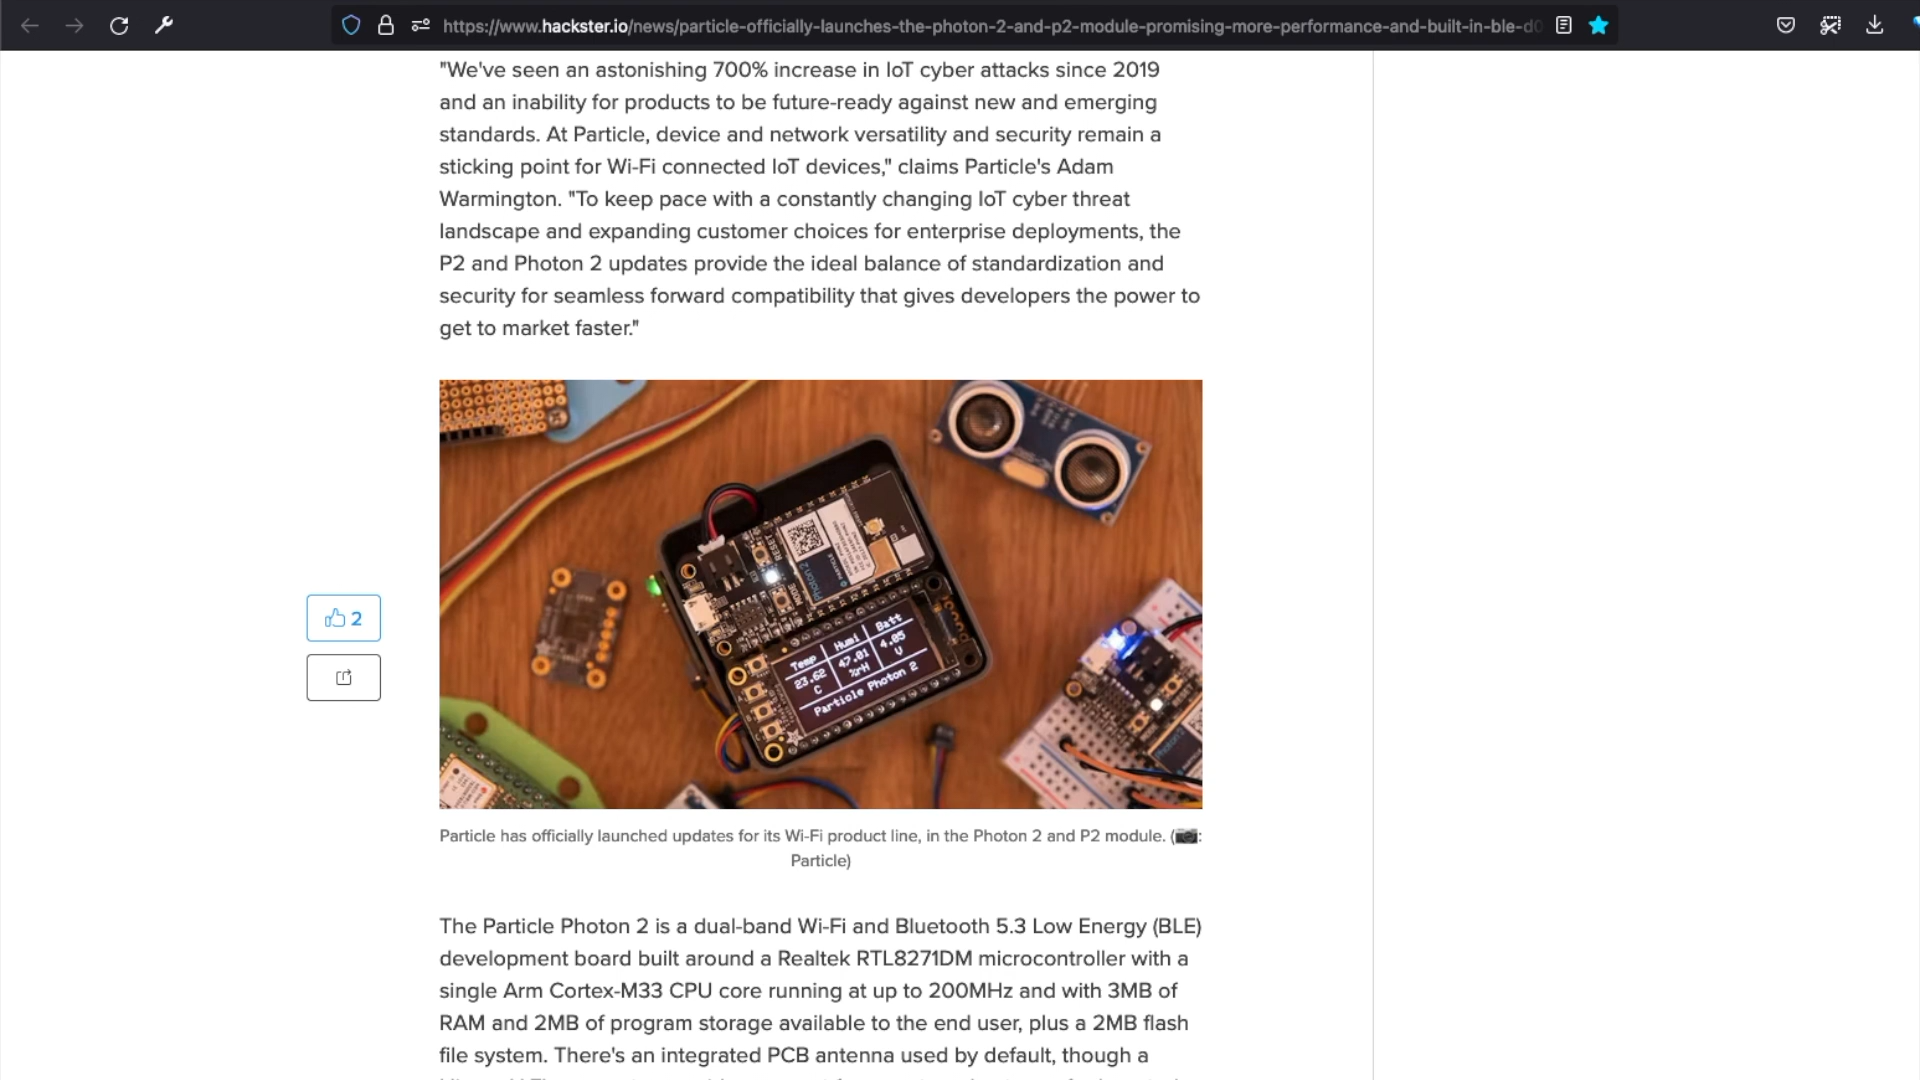 https://www.hackster.io/news/particle-officially-launches-the-photon-2-and-p2-module-promising-more-performance-and-built-in-ble-d0
"We've seen an astonishing 700% increase in IoT cyber attacks since 2019
and an inability for products to be future-ready against new and emerging
standards. At Particle, device and network versatility and security remain a
sticking point for Wi-Fi connected IoT devices," claims Particle's Adam
Warmington. "To keep pace with a constantly changing IoT cyber threat
landscape and expanding customer choices for enterprise deployments, the
P2 and Photon 2 updates provide the ideal balance of standardization and
security for seamless forward compatibility that gives developers the power to
get to market faster."
RESET
MODE
Photon 2
PARTICLE
Temp Humi Batt
23.62 47.01 4.05
C %rH V
Particle Photon 2
2
Particle has officially launched updates for its Wi-Fi product line, in the Photon 2 and P2 module. (📷:
Particle)
The Particle Photon 2 is a dual-band Wi-Fi and Bluetooth 5.3 Low Energy (BLE)
development board built around a Realtek RTL8271DM microcontroller with a
single Arm Cortex-M33 CPU core running at up to 200MHz and with 3MB of
RAM and 2MB of program storage available to the end user, plus a 2MB flash
file system. There's an integrated PCB antenna used by default, though a